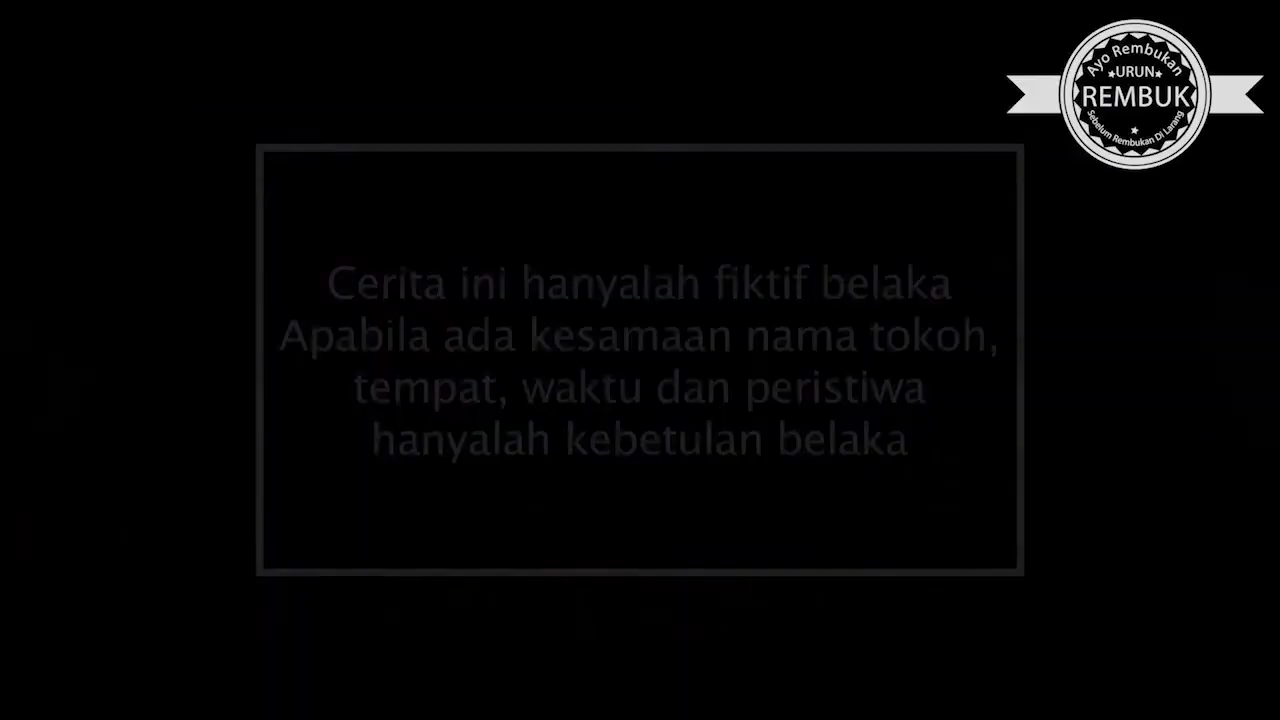 Ayo Rembukan
URUN
REMBUK
Sebelum Rembukan Di Larang
Cerita ini hanyalah fiktif belaka
Apabila ada kesamaan nama tokoh,
tempat, waktu dan peristiwa
hanyalah kebetulan belaka